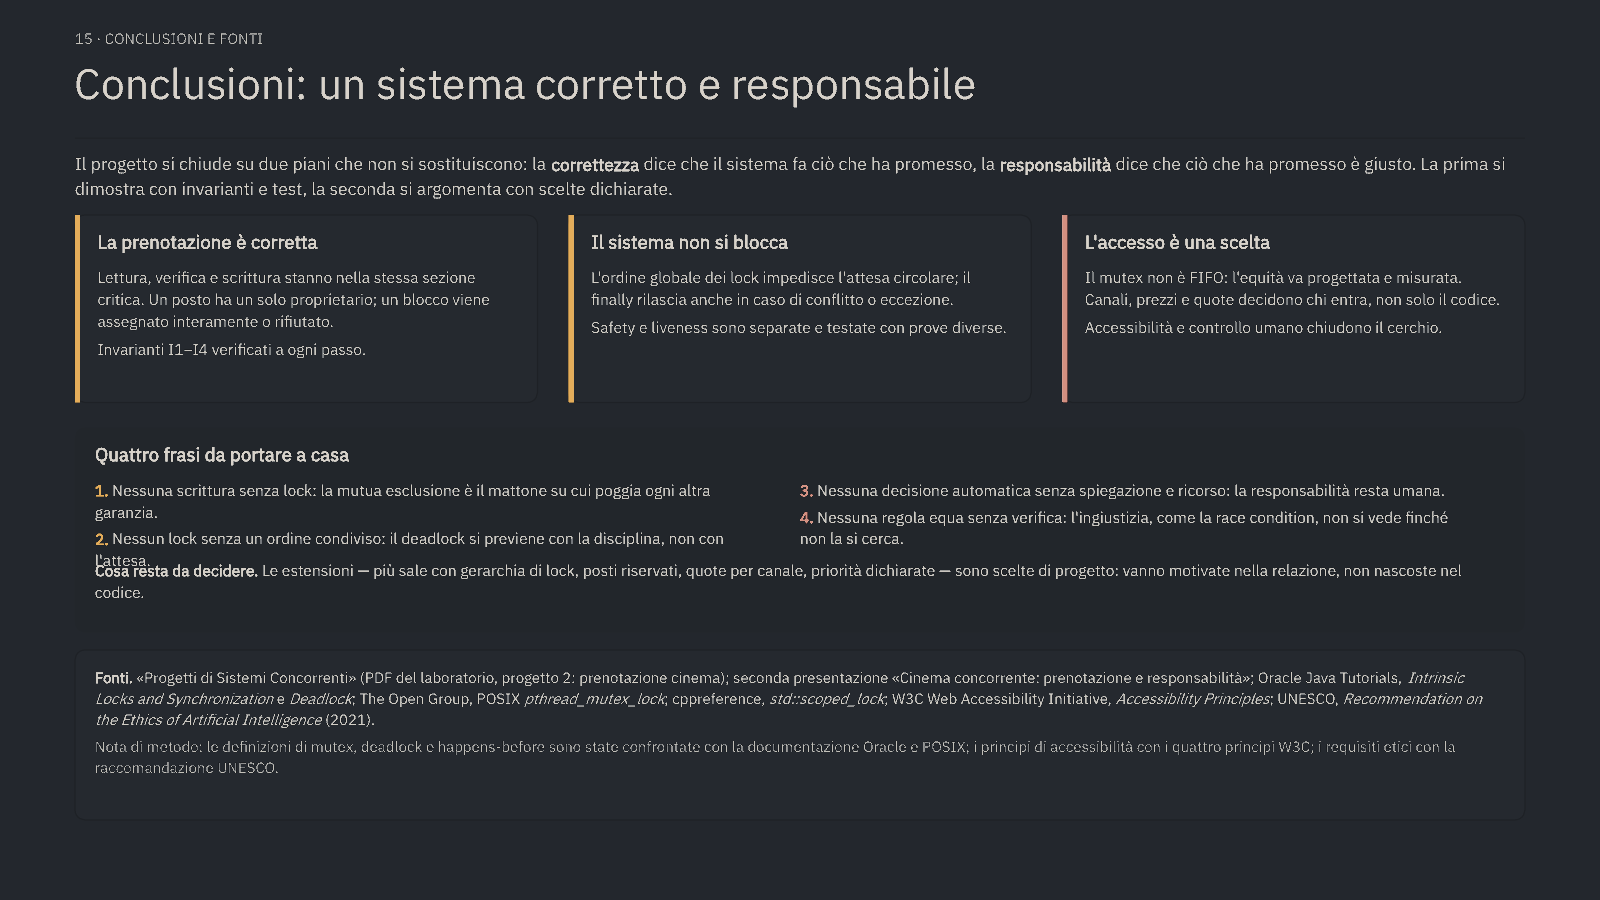 15 · CONCLUSIONI E FONTI
Conclusioni: un sistema corretto e responsabile
Il progetto si chiude su due piani che non si sostituiscono: la correttezza dice che il sistema fa ciò che ha promesso, la responsabilità dice che ciò che ha promesso è giusto. La prima si
dimostra con invarianti e test, la seconda si argomenta con scelte dichiarate.
La prenotazione è corretta
Lettura, verifica e scrittura stanno nella stessa sezione
critica. Un posto ha un solo proprietario; un blocco viene
assegnato interamente o rifiutato.
Invarianti I1–I4 verificati a ogni passo.
Il sistema non si blocca
L'ordine globale dei lock impedisce l'attesa circolare; il
finally rilascia anche in caso di conflitto o eccezione.
Safety e liveness sono separate e testate con prove diverse.
L'accesso è una scelta
Il mutex non è FIFO: l'equità va progettata e misurata.
Canali, prezzi e quote decidono chi entra, non solo il codice.
Accessibilità e controllo umano chiudono il cerchio.
Quattro frasi da portare a casa
1. Nessuna scrittura senza lock: la mutua esclusione è il mattone su cui poggia ogni altra
garanzia.
2. Nessun lock senza un ordine condiviso: il deadlock si previene con la disciplina, non con
l'attesa.
3. Nessuna decisione automatica senza spiegazione e ricorso: la responsabilità resta umana.
4. Nessuna regola equa senza verifica: l'ingiustizia, come la race condition, non si vede finché
non la si cerca.
Cosa resta da decidere. Le estensioni — più sale con gerarchia di lock, posti riservati, quote per canale, priorità dichiarate — sono scelte di progetto: vanno motivate nella relazione, non nascoste nel
codice.
Fonti. «Progetti di Sistemi Concorrenti» (PDF del laboratorio, progetto 2: prenotazione cinema); seconda presentazione «Cinema concorrente: prenotazione e responsabilità»; Oracle Java Tutorials, Intrinsic
Locks and Synchronization e Deadlock; The Open Group, POSIX pthread_mutex_lock; cppreference, std::scoped_lock; W3C Web Accessibility Initiative, Accessibility Principles; UNESCO, Recommendation on
the Ethics of Artificial Intelligence (2021).
Nota di metodo: le definizioni di mutex, deadlock e happens-before sono state confrontate con la documentazione Oracle e POSIX; i principi di accessibilità con i quattro principi W3C; i requisiti etici con la
raccomandazione UNESCO.